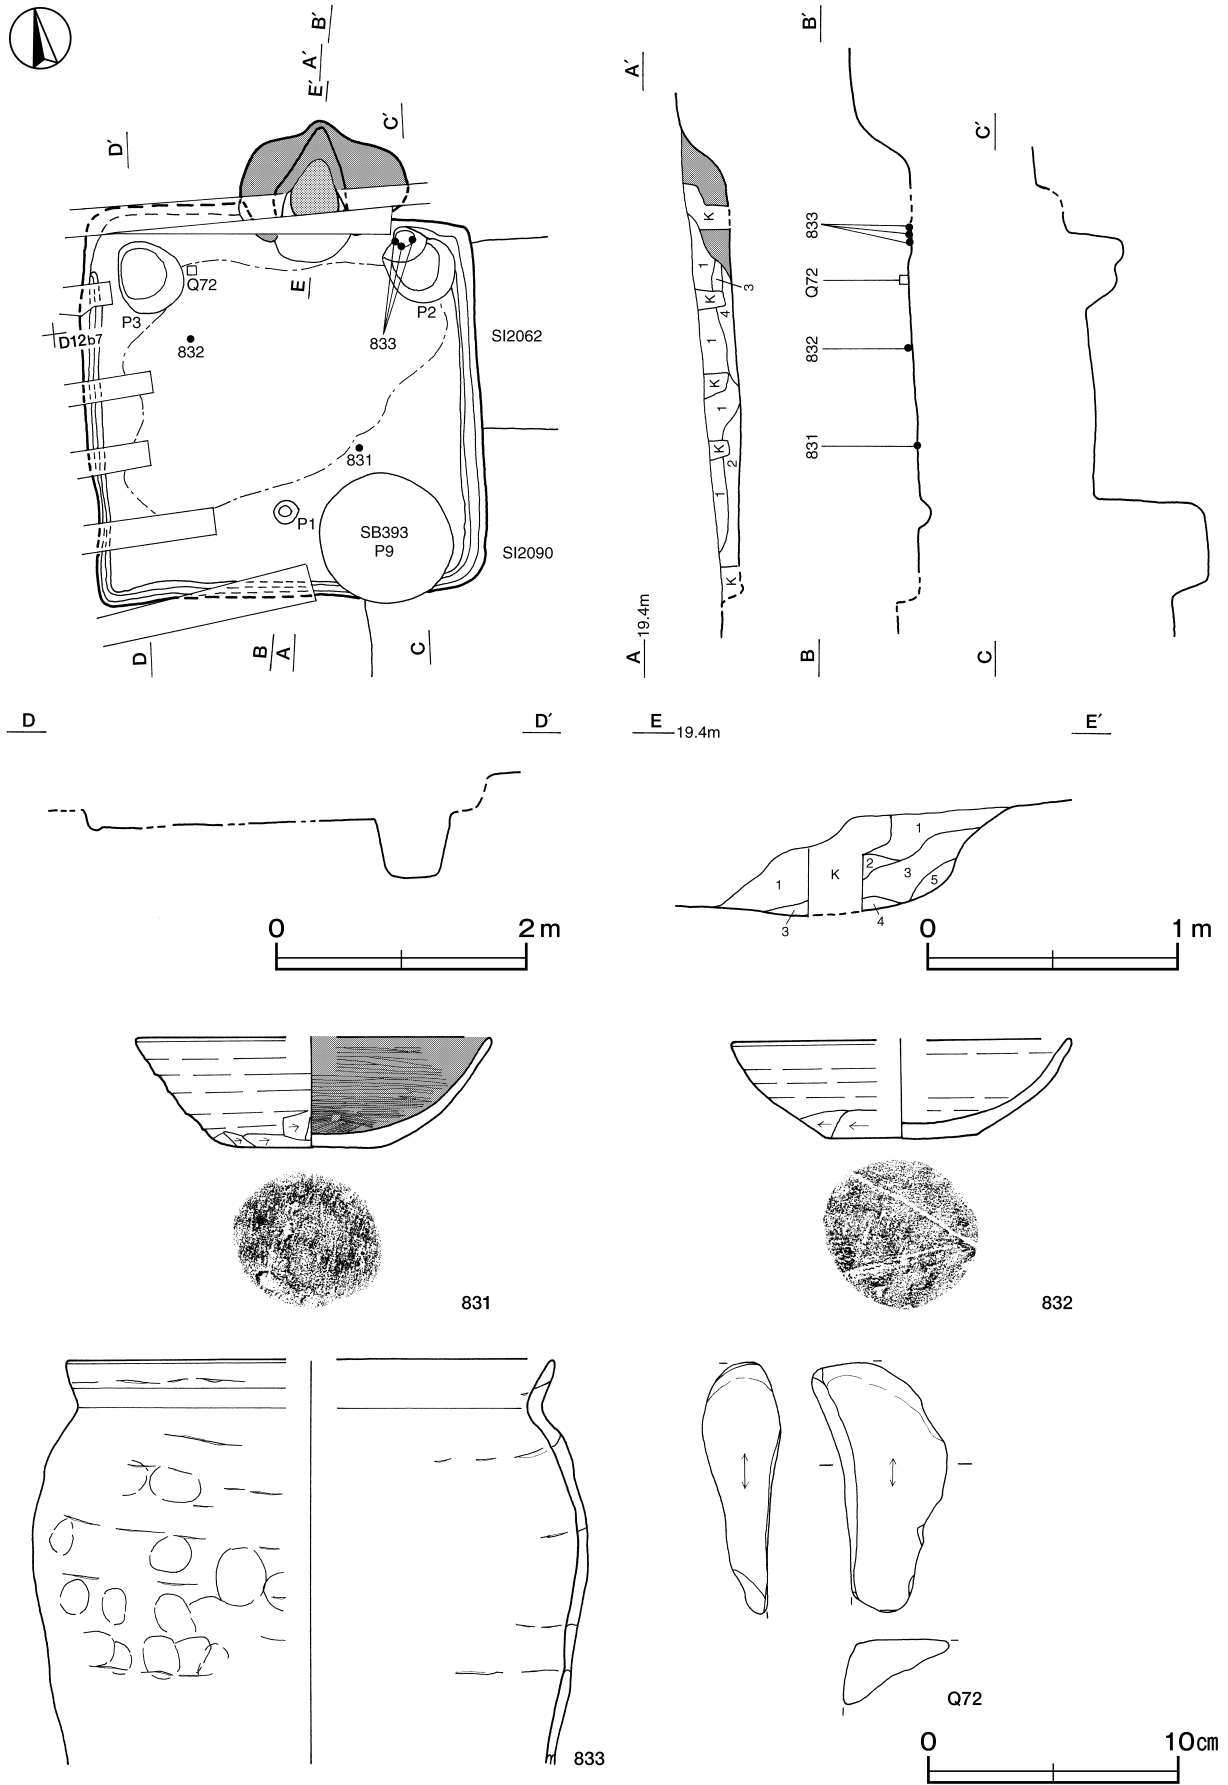 B′
A′
E′
C′
D′
Q72
E
P3
P2
D12b7
832
833
SI2062
831
P1
SB393
P9
SI2090
D
B
A
C
A′
K
1
3
K
4
1
K
1
K
2
1
K
A 19.4m
B′
833
Q72
832
831
B
C′
C
D D′
0 2 m
E 19.4m E′
1
2
3
5
K
1
3
4
0 1 m
831
832
833
Q72
0 10cm